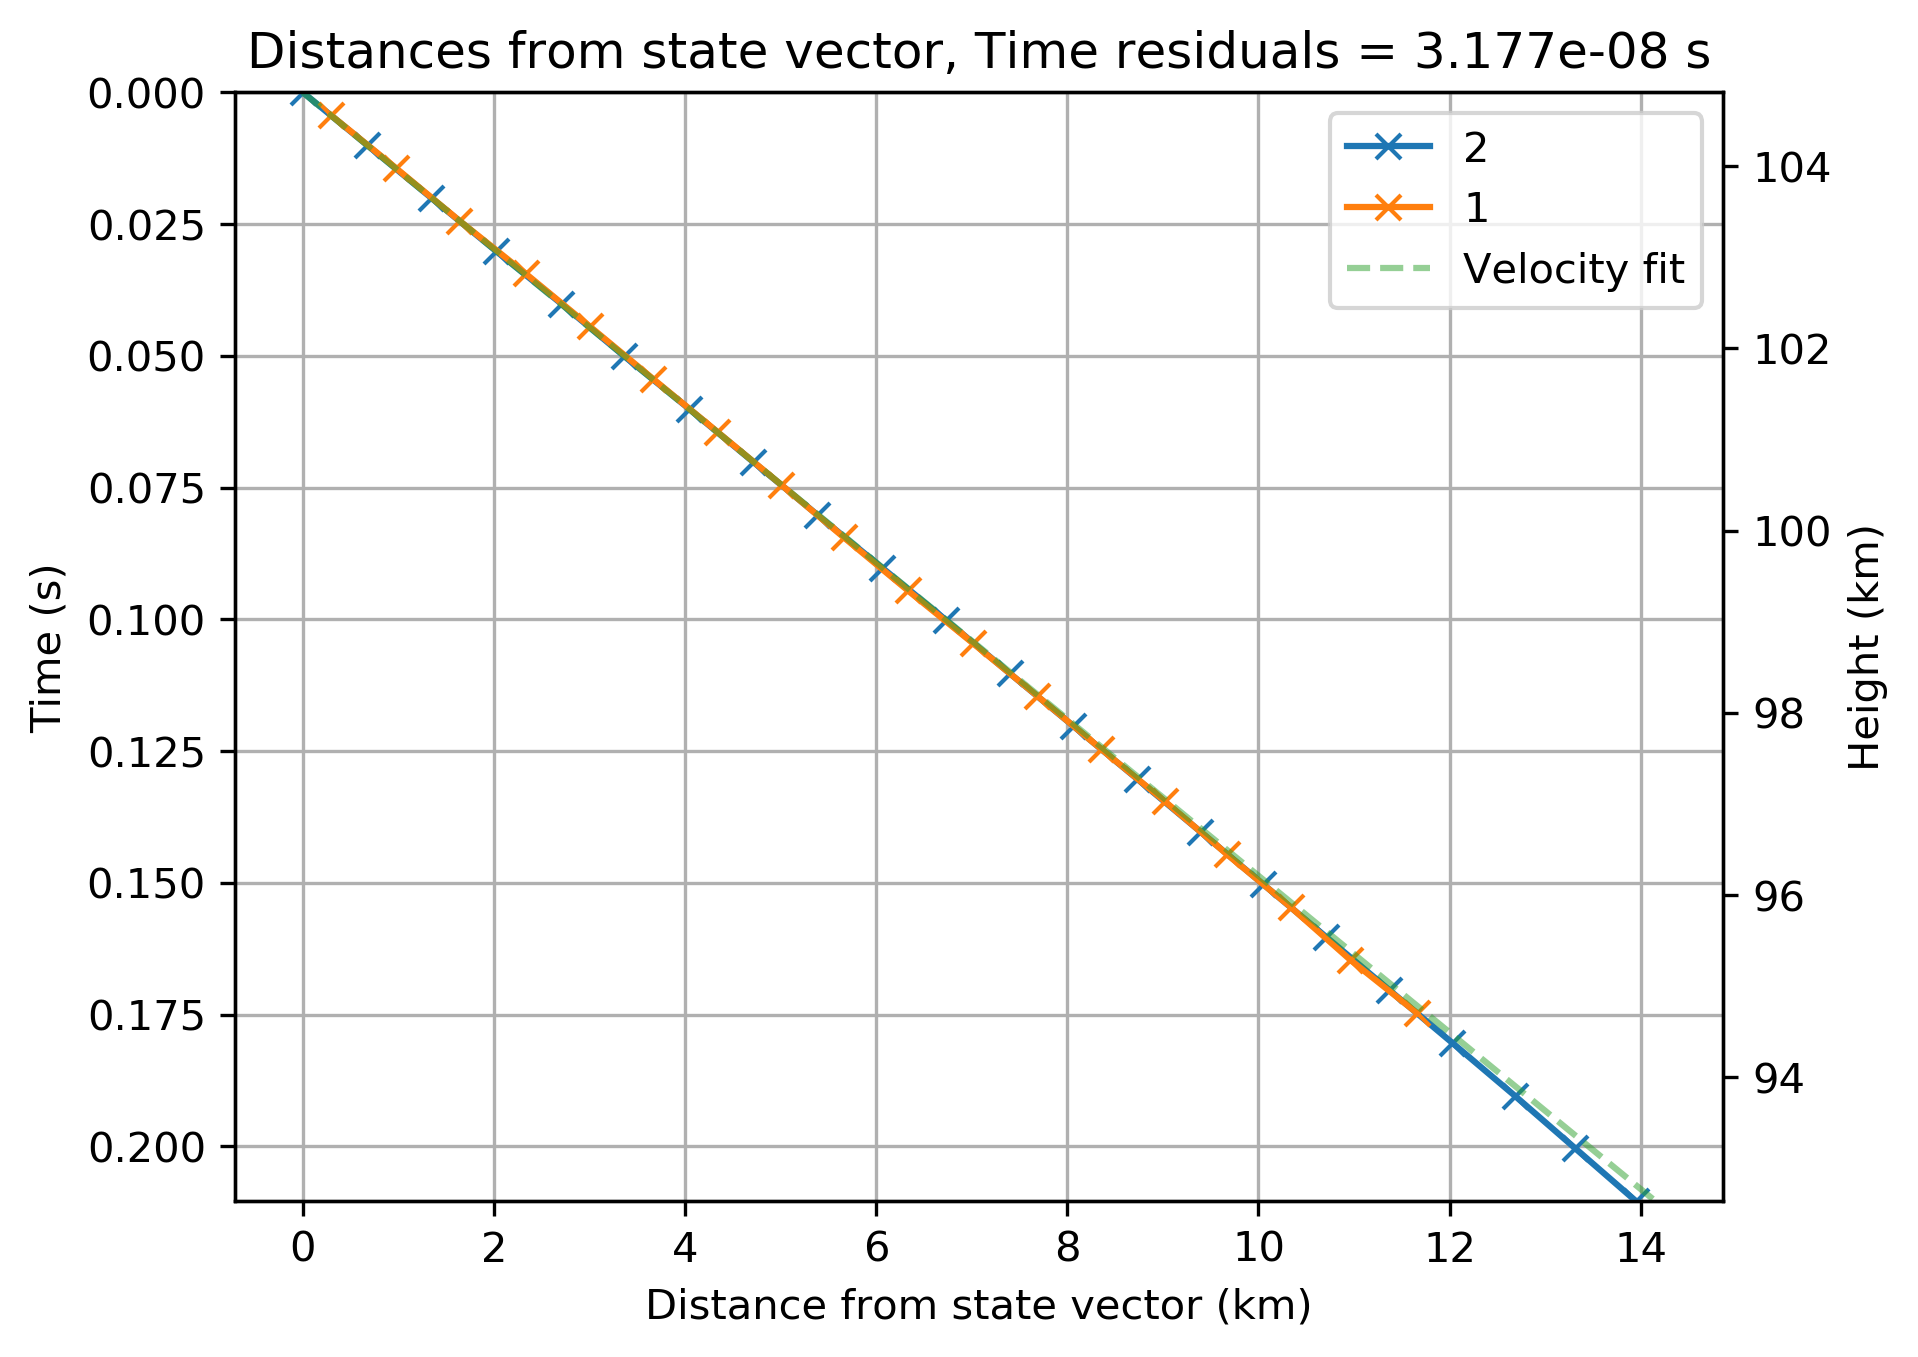 Distances from state vector, Time residuals = 3.177e-08 s
0.000
0.025
0.050
0.075
0.100
0.125
0.150
0.175
0.200
Time (s)
2
1
Velocity fit
104
102
100
98
96
94
Height (km)
0 2 4 6 8 10 12 14
Distance from state vector (km)